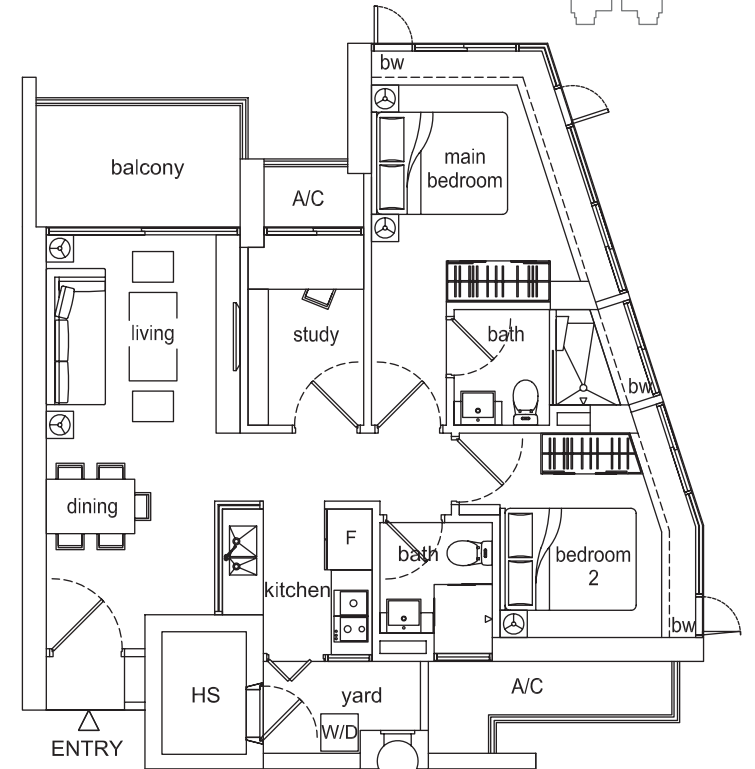 bw
balcony
main
bedroom
A/C
living
study
bath
bw
dining
F
bath
bedroom
2
kitchen
bw
HS
yard
A/C
W/D
ENTRY